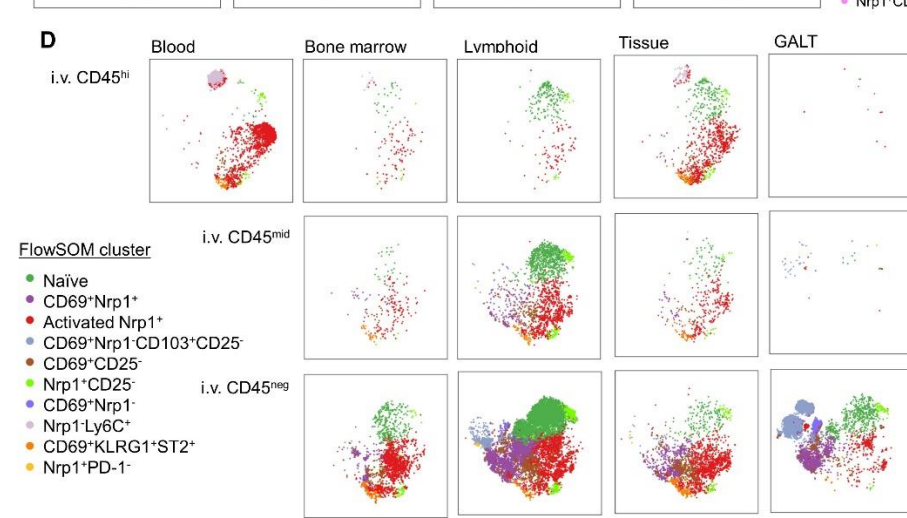 Nrp1⁻C
D
Blood Bone marrow Lymphoid Tissue GALT
i.v. CD45ʰⁱ
i.v. CD45ᵐⁱᵈ
FlowSOM cluster
Naïve
CD69⁺Nrp1⁺
Activated Nrp1⁺
CD69⁺Nrp1⁻CD103⁺CD25⁻
CD69⁺CD25⁻
Nrp1⁺CD25⁻
i.v. CD45ⁿᵉᵍ
CD69⁺Nrp1⁻
Nrp1⁻Ly6C⁺
CD69⁺KLRG1⁺ST2⁺
Nrp1⁺PD-1⁻